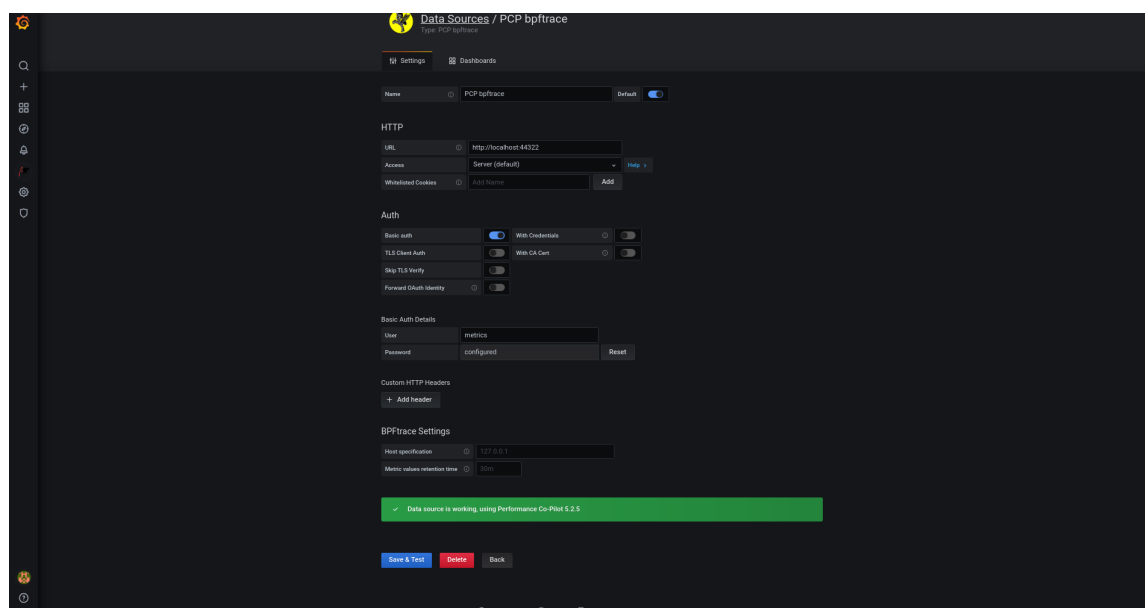 Data Sources / PCP bpftrace
Type: PCP bpftrace
Settings Dashboards
Name PCP bpftrace Default
HTTP
URL http://localhost:44322
Access Server (default) Help >
Whitelisted Cookies Add Name Add
Auth
Basic auth With Credentials
TLS Client Auth With CA Cert
Skip TLS Verify
Forward OAuth Identity
Basic Auth Details
User metrics
Password configured Reset
Custom HTTP Headers
+ Add header
BPFtrace Settings
Host specification 127.0.0.1
Metric values retention time 30m
Data source is working, using Performance Co-Pilot 5.2.5
Save & Test Delete Back